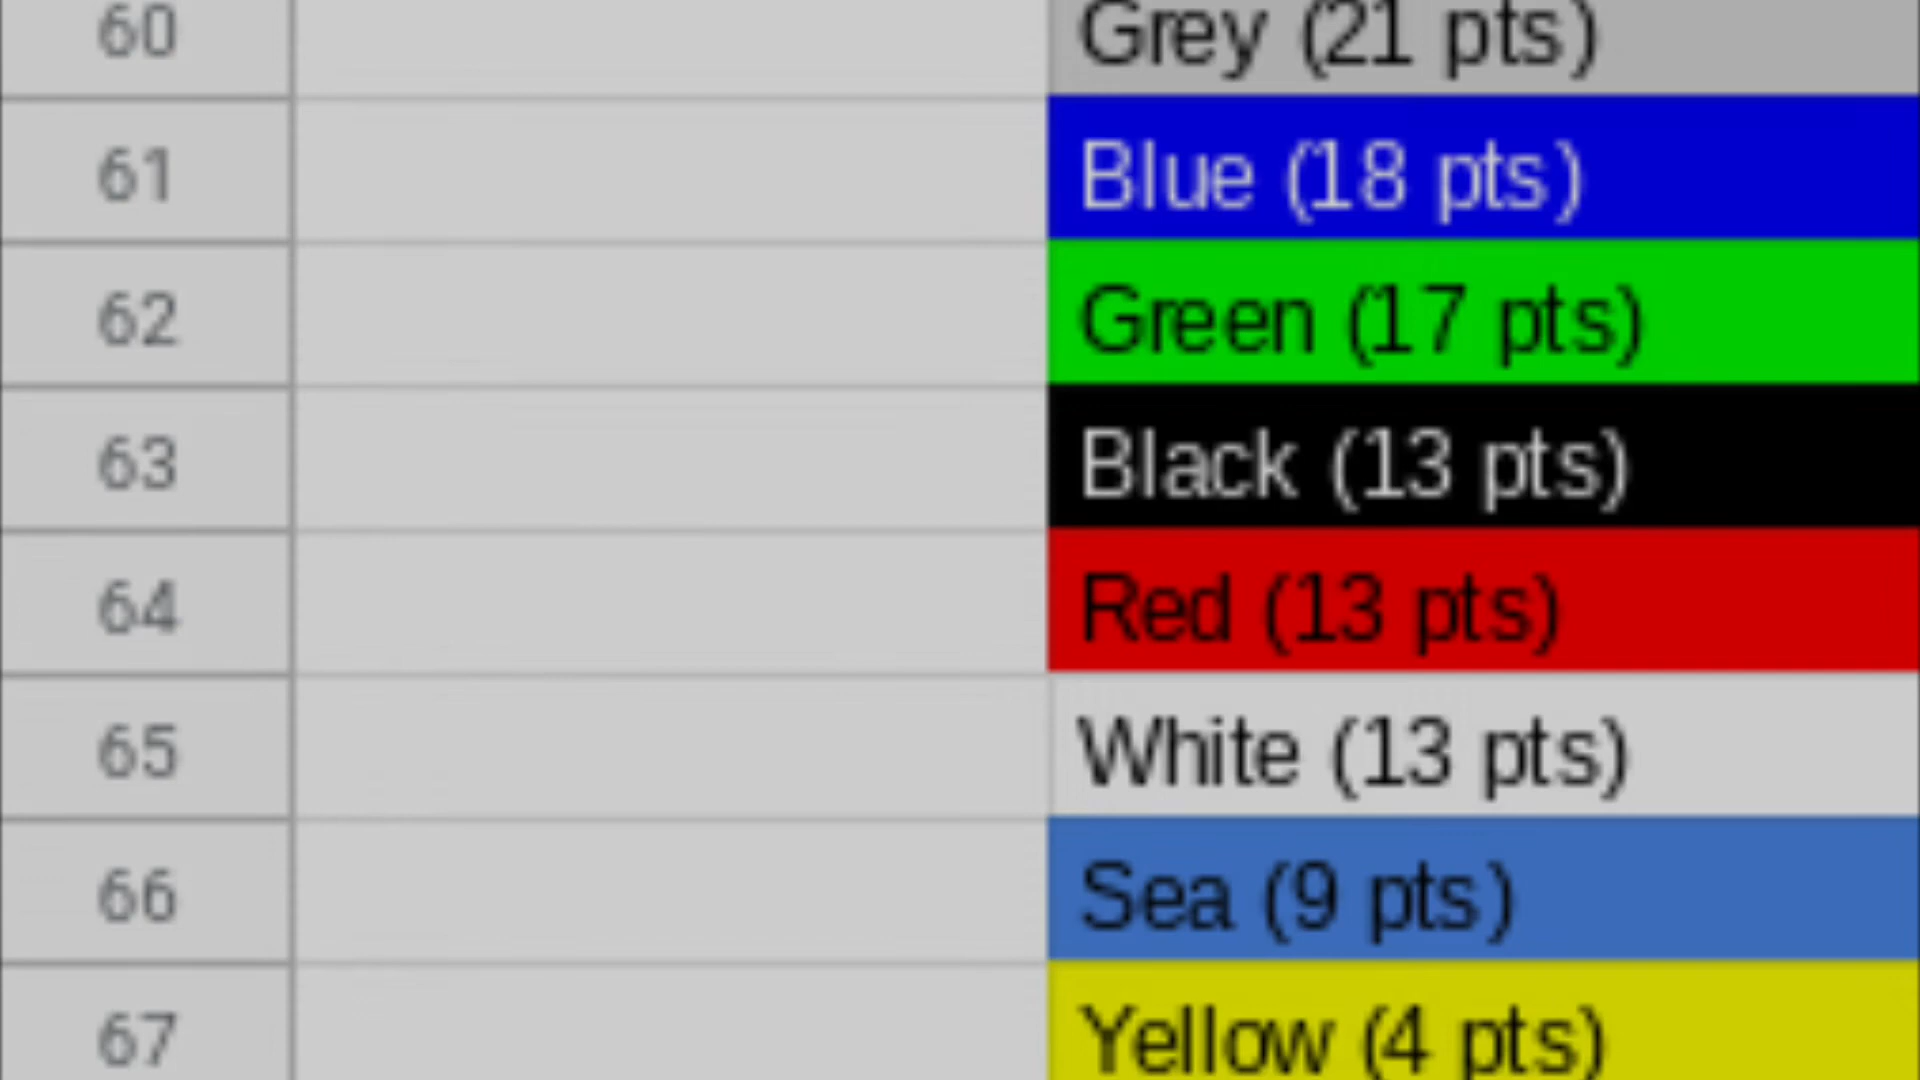 60 Grey (21 pts)
61 Blue (18 pts)
62 Green (17 pts)
63 Black (13 pts)
64 Red (13 pts)
65 White (13 pts)
66 Sea (9 pts)
67 Yellow (4 pts)